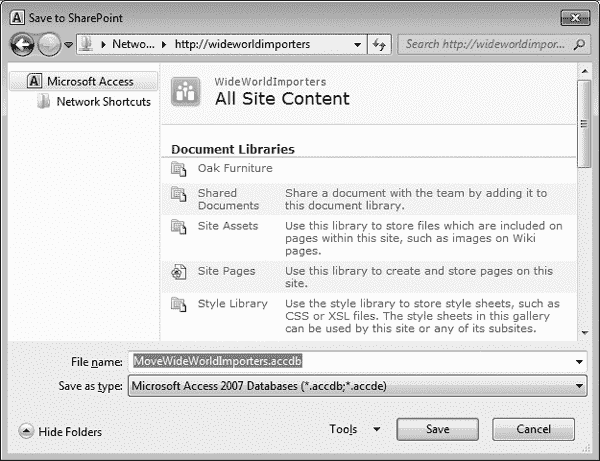 Save to SharePoint
Netwo... http://wideworldimporters Search http://wideworldimpor...
Microsoft Access
Network Shortcuts
WideWorldImporters
All Site Content
Document Libraries
Oak Furniture
Shared Documents
Share a document with the team by adding it to
this document library.
Site Assets
Use this library to store files which are included on
pages within this site, such as images on Wiki
pages.
Site Pages
Use this library to create and store pages on this
site.
Style Library
Use the style library to store style sheets, such as
CSS or XSL files. The style sheets in this gallery
can be used by this site or any of its subsites.
File name: MoveWideWorldImporters.accdb
Save as type: Microsoft Access 2007 Databases (*.accdb;*.accde)
Hide Folders Tools Save Cancel